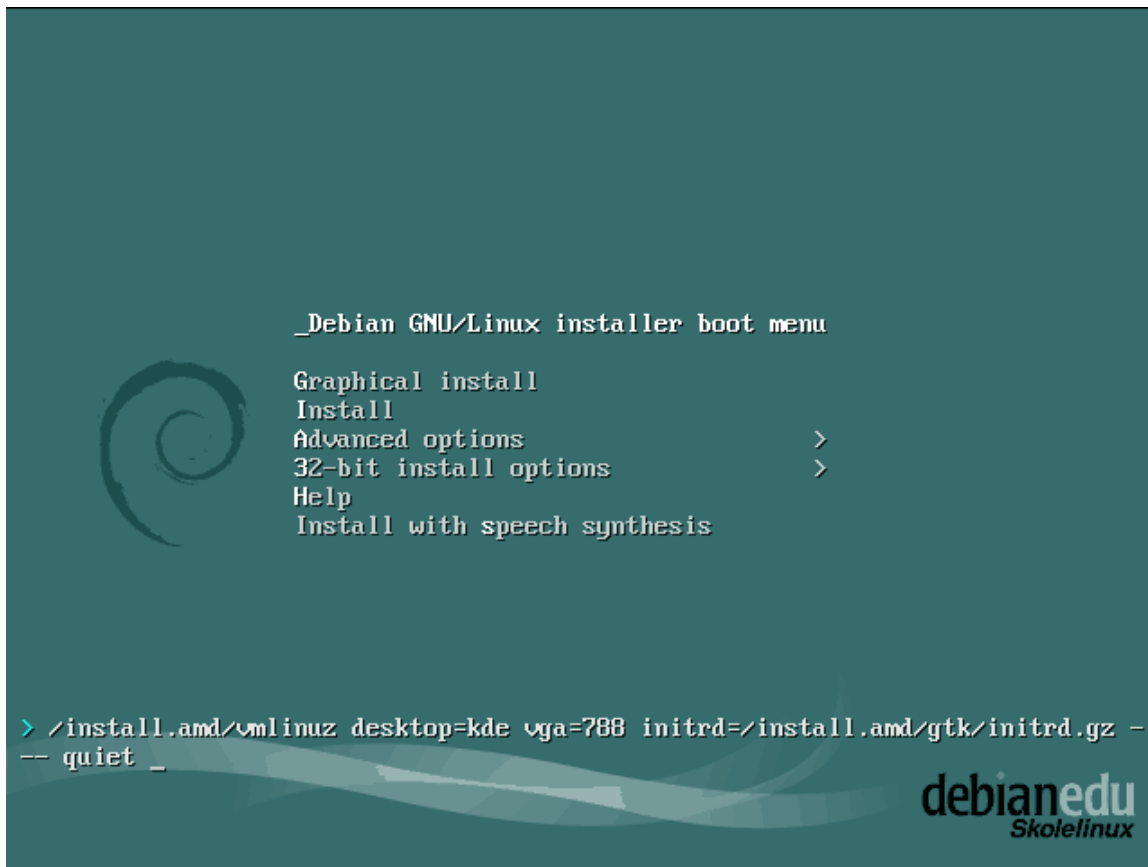 _Debian GNU/Linux installer boot menu
Graphical install
Install
Advanced options >
32-bit install options >
Help
Install with speech synthesis
> /install.amd/vmlinuz desktop=kde vga=788 initrd=/install.amd/gtk/initrd.gz -
-- quiet _
debianedu
Skolelinux